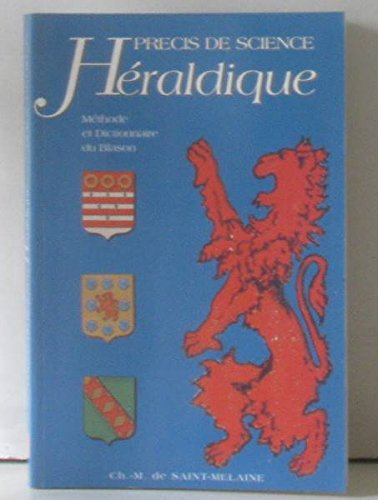 PRECIS DE SCIENCE
Héraldique
Méthode
et Dictionnaire
du Blason
Ch.-M. de SAINT-MELAINE